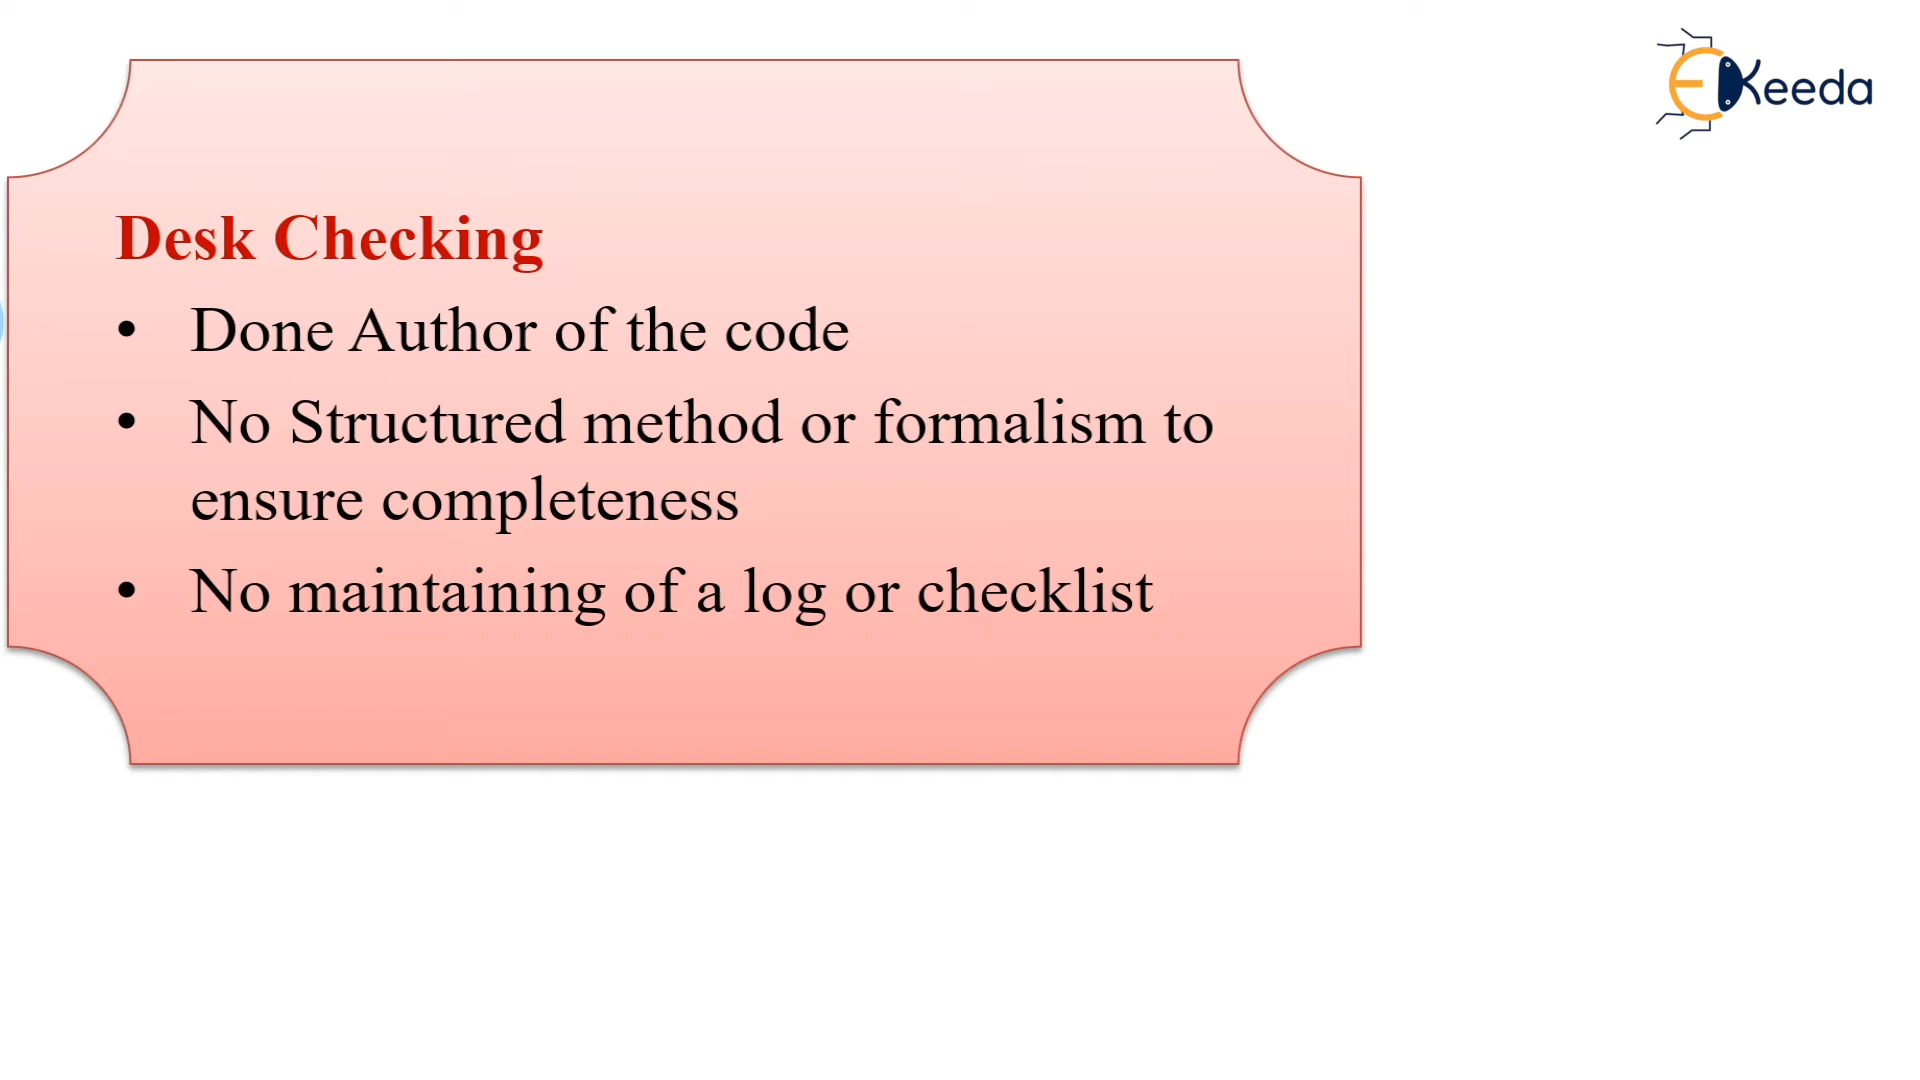 EKeeda
Desk Checking
• Done Author of the code
• No Structured method or formalism to
ensure completeness
• No maintaining of a log or checklist